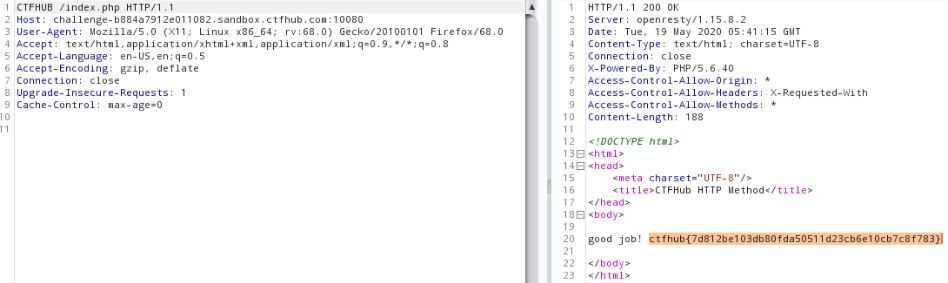 1 CTFHUB /index.php HTTP/1.1
2 Host: challenge-b884a7912e011082.sandbox.ctfhub.com:10080
3 User-Agent: Mozilla/5.0 (X11; Linux x86_64; rv:68.0) Gecko/20100101 Firefox/68.0
4 Accept: text/html,application/xhtml+xml,application/xml;q=0.9,*/*;q=0.8
5 Accept-Language: en-US,en;q=0.5
6 Accept-Encoding: gzip, deflate
7 Connection: close
8 Upgrade-Insecure-Requests: 1
9 Cache-Control: max-age=0
10
11
1 HTTP/1.1 200 OK
2 Server: openresty/1.15.8.2
3 Date: Tue, 19 May 2020 05:41:15 GMT
4 Content-Type: text/html; charset=UTF-8
5 Connection: close
6 X-Powered-By: PHP/5.6.40
7 Access-Control-Allow-Origin: *
8 Access-Control-Allow-Headers: X-Requested-With
9 Access-Control-Allow-Methods: *
10 Content-Length: 188
11
12 <!DOCTYPE html>
13 <html>
14 <head>
15 <meta charset="UTF-8"/>
16 <title>CTFHub HTTP Method</title>
17 </head>
18 <body>
19
20 good job! ctfhub{7d812be103db80fda50511d23cb6e10cb7c8f783}
21
22 </body>
23 </html>